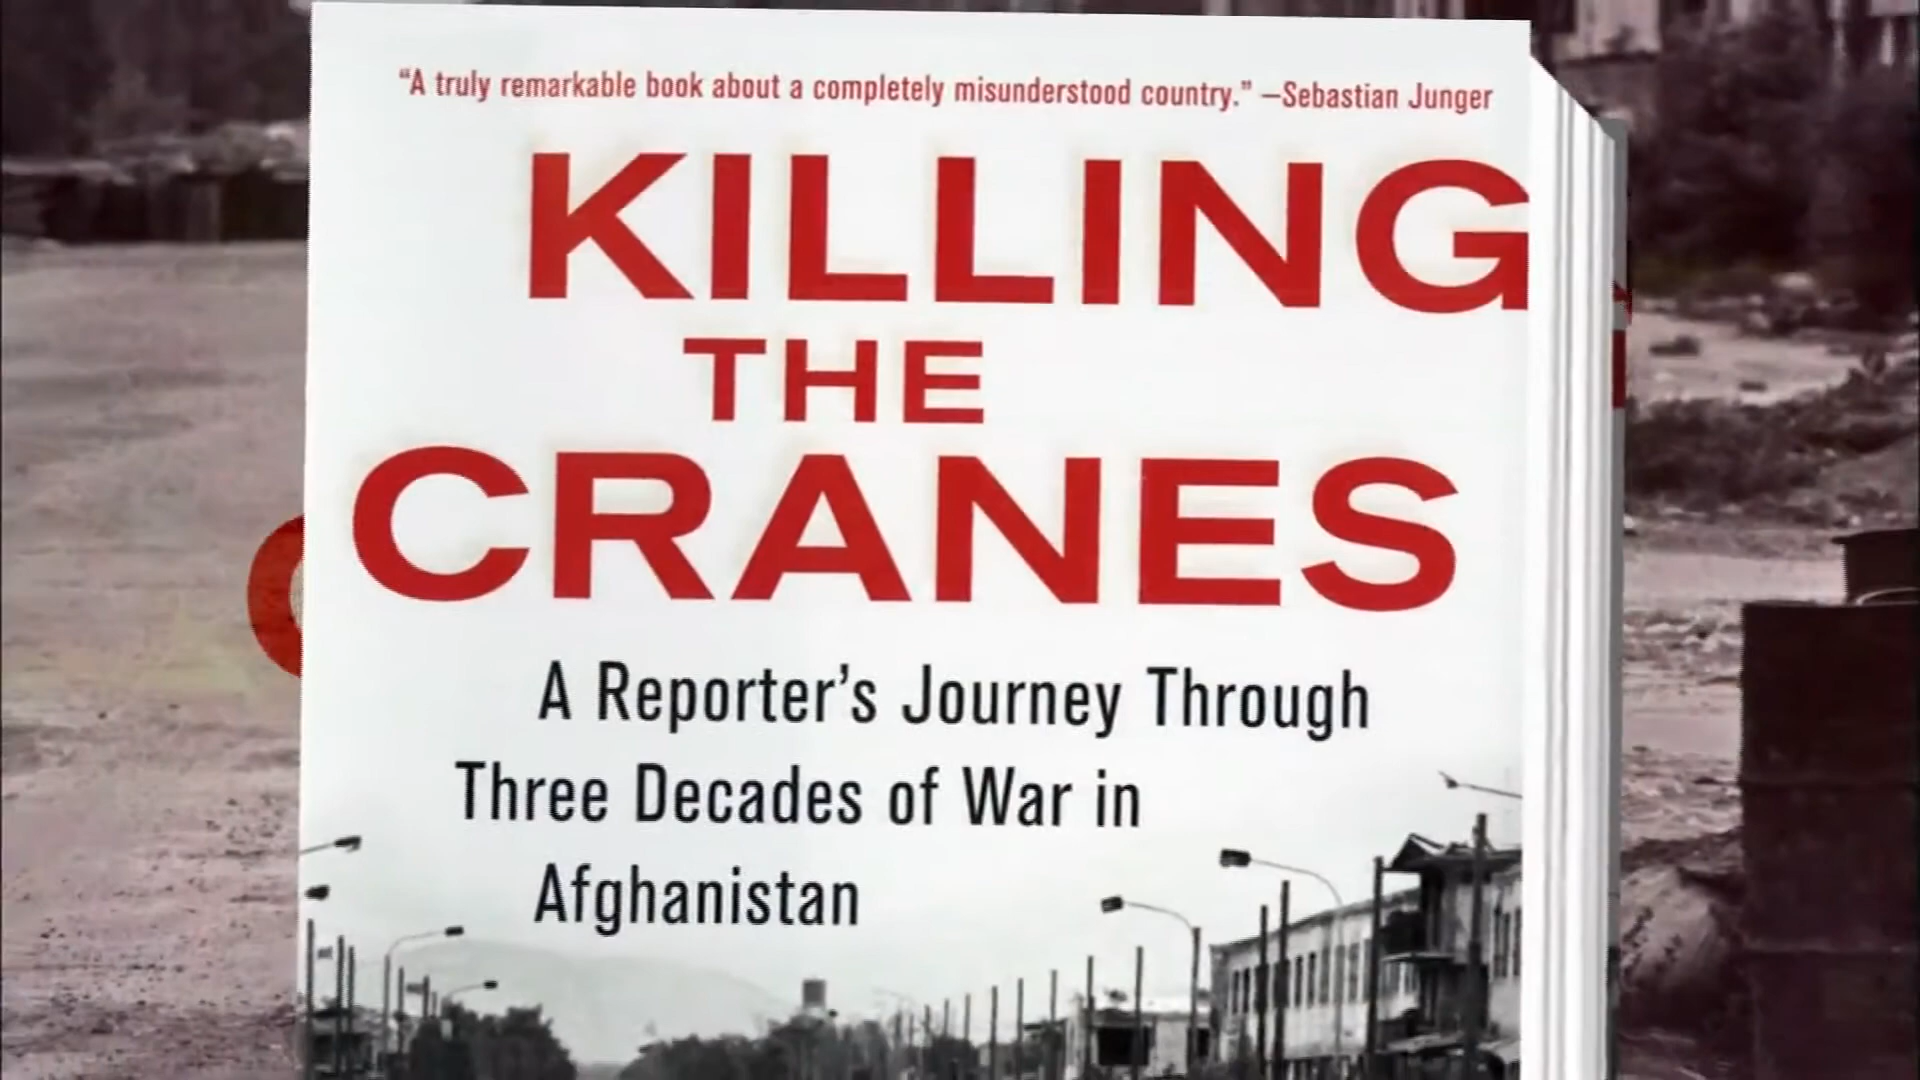 “A truly remarkable book about a completely misunderstood country.” —Sebastian Junger
KILLING
THE
CRANES
A Reporter’s Journey Through
Three Decades of War in
Afghanistan